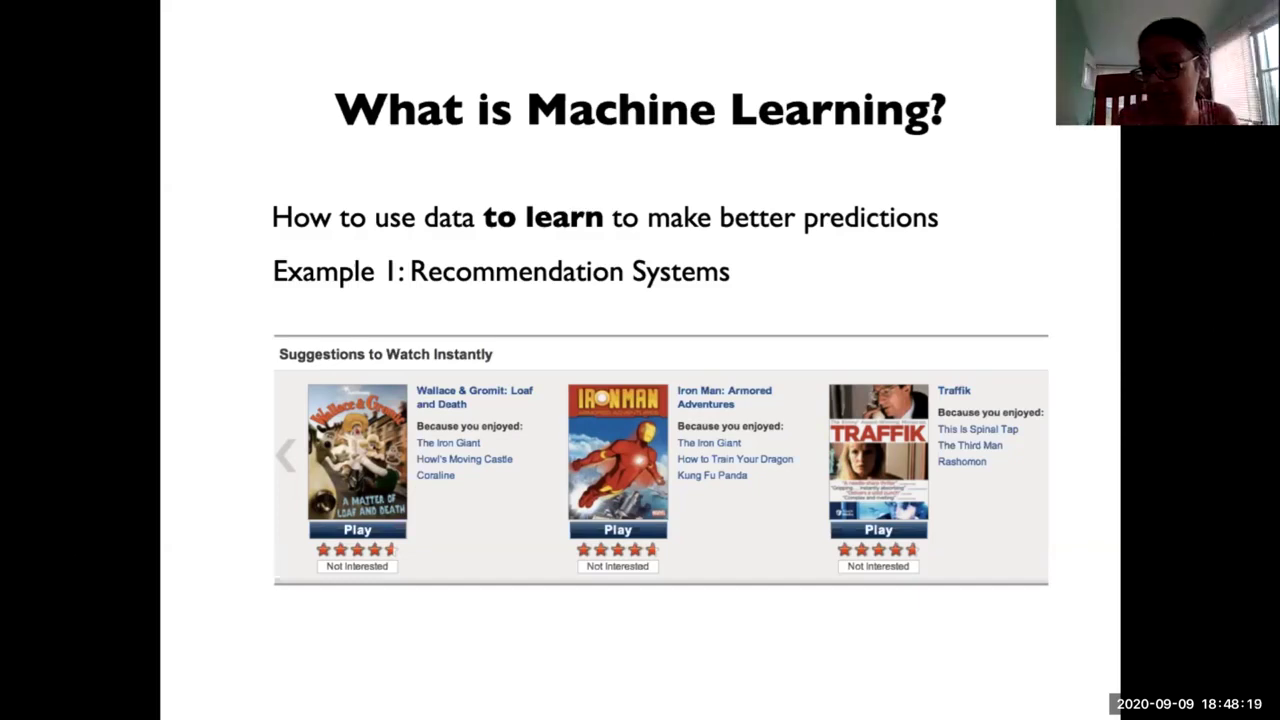 What is Machine Learning?
How to use data to learn to make better predictions
Example 1: Recommendation Systems
Suggestions to Watch Instantly
Wallace & Gromit
A MATTER OF
LOAF AND DEATH
Play
Not Interested
Wallace & Gromit: Loaf
and Death
Because you enjoyed:
The Iron Giant
Howl's Moving Castle
Coraline
IRONMAN
ARMORED ADVENTURES
Play
Not Interested
Iron Man: Armored
Adventures
Because you enjoyed:
The Iron Giant
How to Train Your Dragon
Kung Fu Panda
TRAFFIK
Play
Not Interested
Traffik
Because you enjoyed:
This Is Spinal Tap
The Third Man
Rashomon
2020-09-09 18:48:19